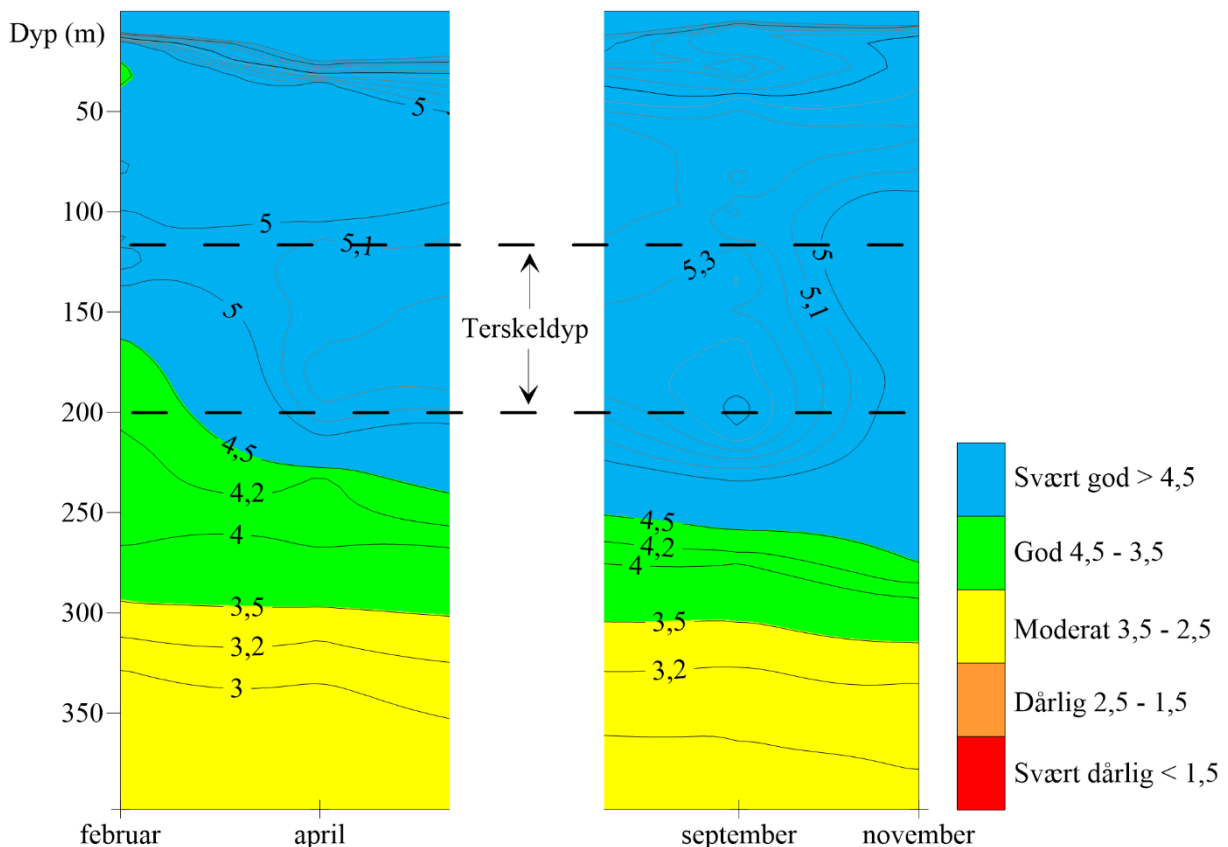 Dyp (m)
50
100
150
200
250
300
350
5
5
5,1
5
4,5
4,2
4
3,5
3,2
3
Terskeldyp
5,3
5
5,1
4,5
4,2
4
3,5
3,2
februar
april
september
november
Svært god > 4,5
God 4,5 - 3,5
Moderat 3,5 - 2,5
Dårlig 2,5 - 1,5
Svært dårlig < 1,5